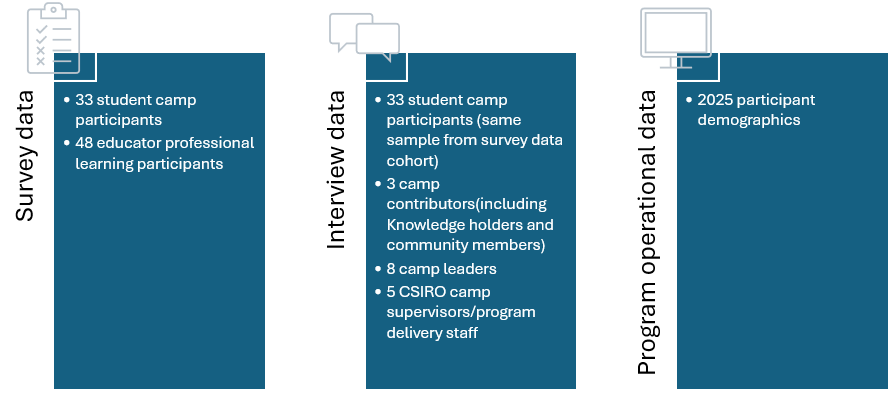 Survey data
• 33 student camp
participants
• 48 educator professional
learning participants
Interview data
• 33 student camp
participants (same
sample from survey data
cohort)
• 3 camp
contributors(including
Knowledge holders and
community members)
• 8 camp leaders
• 5 CSIRO camp
supervisors/program
delivery staff
Program operational data
• 2025 participant
demographics